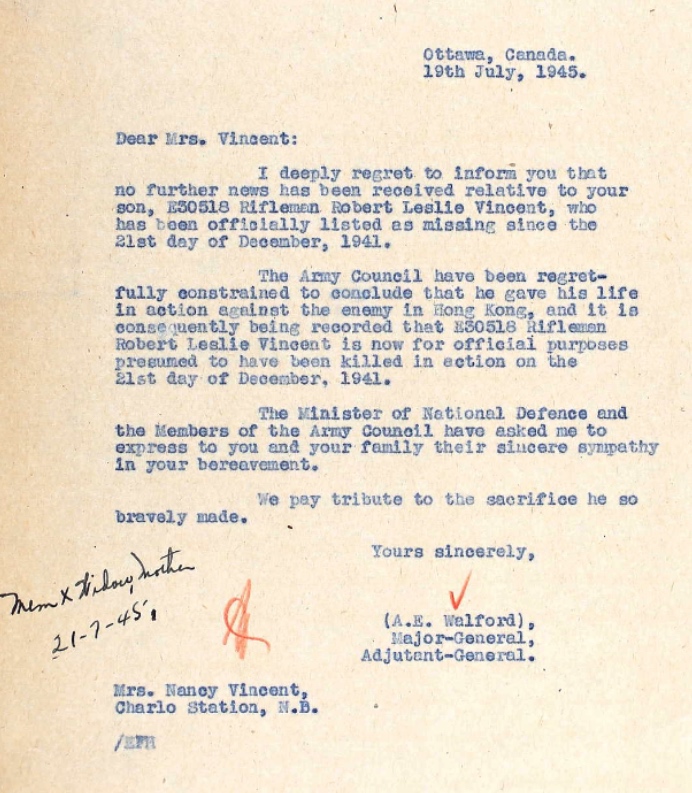 Ottawa, Canada.
19th July, 1945.
Dear Mrs. Vincent:
I deeply regret to inform you that
no further news has been received relative to your
son, E30518 Rifleman Robert Leslie Vincent, who
has been officially listed as missing since the
21st day of December, 1941.
The Army Council have been regret-
fully constrained to conclude that he gave his life
in action against the enemy in Hong Kong, and it is
consequently being recorded that E30518 Rifleman
Robert Leslie Vincent is now for official purposes
presumed to have been killed in action on the
21st day of December, 1941.
The Minister of National Defence and
the Members of the Army Council have asked me to
express to you and your family their sincere sympathy
in your bereavement.
We pay tribute to the sacrifice he so
bravely made.
Yours sincerely,
Mem X Widow, Mother
21-7-45.
(A.E. Walford),
Major-General,
Adjutant-General.
Mrs. Nancy Vincent,
Charlo Station, N.B.